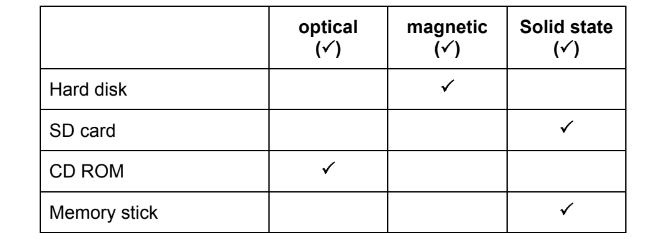 optical magnetic Solid state
(✓) (✓) (✓)
Hard disk ✓
SD card ✓
CD ROM ✓
Memory stick ✓